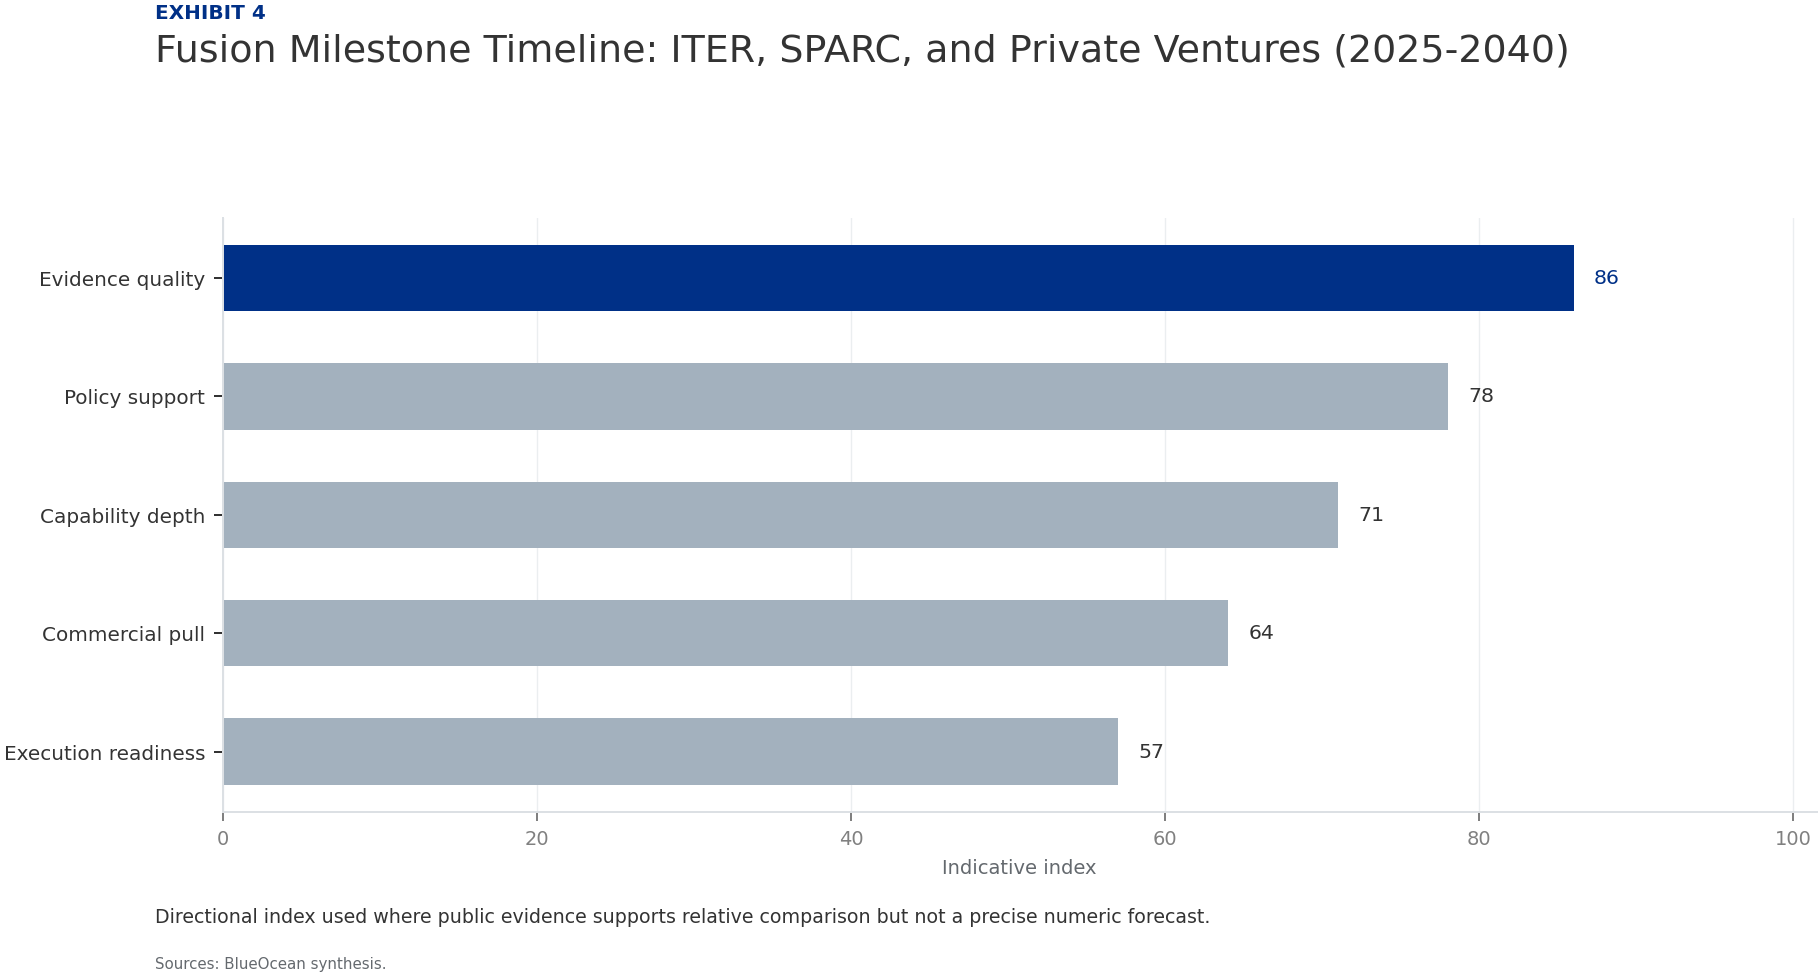 EXHIBIT 4
Fusion Milestone Timeline: ITER, SPARC, and Private Ventures (2025-2040)
Evidence quality
86
Policy support
78
Capability depth
71
Commercial pull
64
Execution readiness
57
0 20 40 60 80 100
Indicative index
Directional index used where public evidence supports relative comparison but not a precise numeric forecast.
Sources: BlueOcean synthesis.